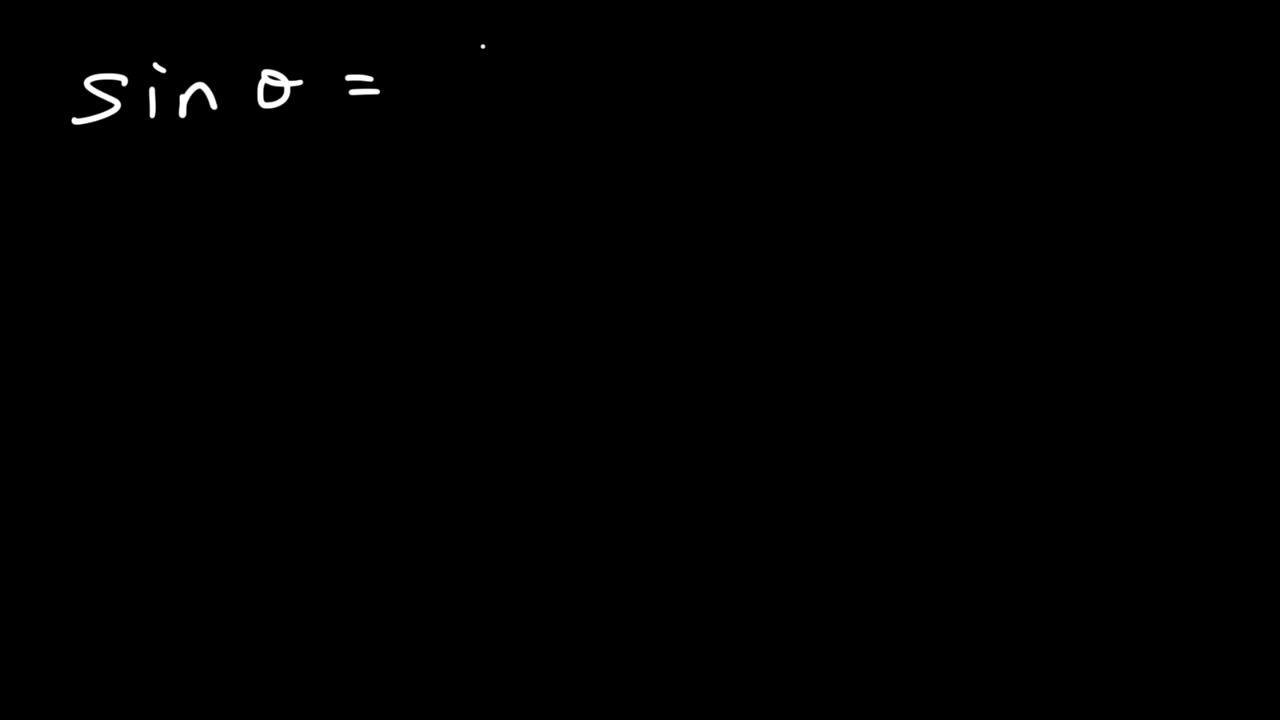 sin θ =